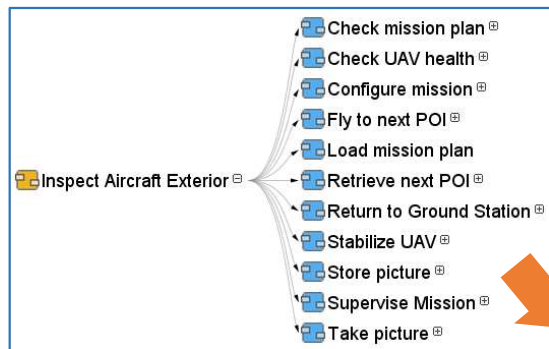 Check mission plan
Check UAV health
Configure mission
Fly to next POI
Load mission plan
Inspect Aircraft Exterior
Retrieve next POI
Return to Ground Station
Stabilize UAV
Store picture
Supervise Mission
Take picture